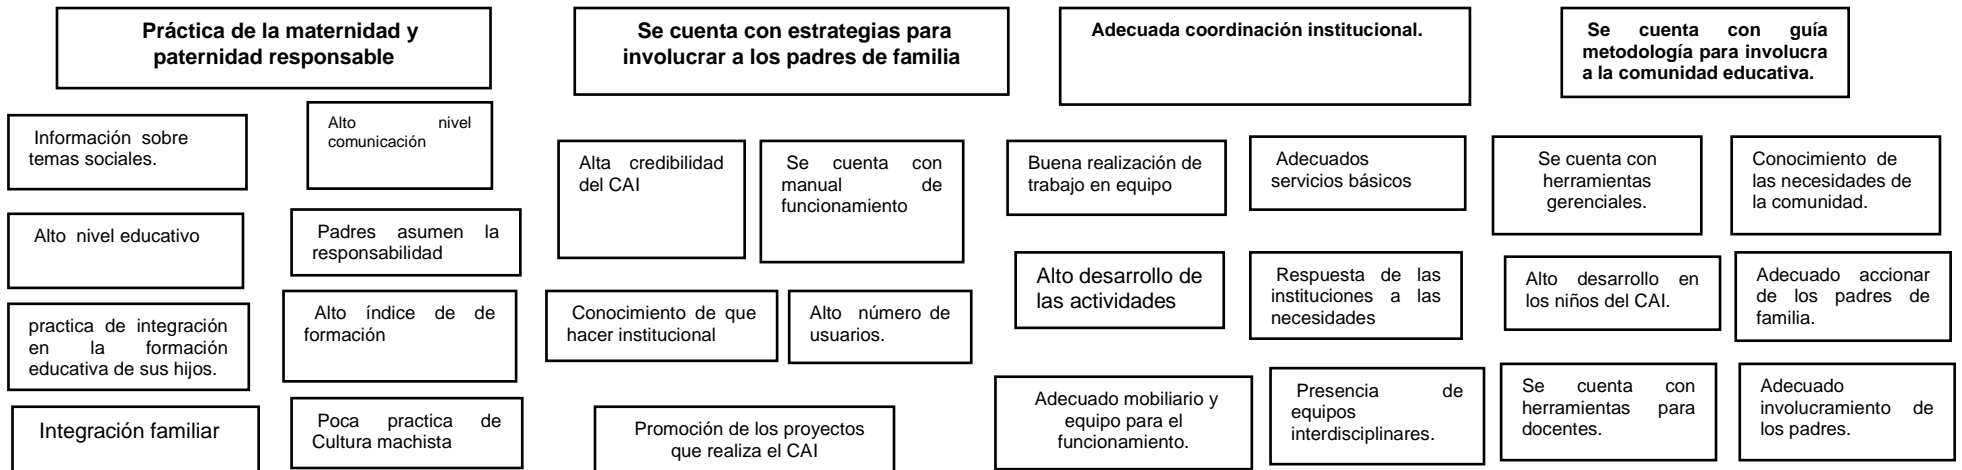 Práctica de la maternidad y
paternidad responsable
Se cuenta con estrategias para
involucrar a los padres de familia
Adecuada coordinación institucional.
Se cuenta con guía
metodología para involucra
a la comunidad educativa.
Información sobre
temas sociales.
Alto nivel
comunicación
Alta credibilidad
del CAI
Se cuenta con
manual de
funcionamiento
Buena realización de
trabajo en equipo
Adecuados
servicios básicos
Se cuenta con
herramientas
gerenciales.
Conocimiento de
las necesidades de
la comunidad.
Alto nivel educativo
Padres asumen la
responsabilidad
Alto desarrollo de
las actividades
Respuesta de las
instituciones a las
necesidades
Alto desarrollo en
los niños del CAI.
Adecuado accionar
de los padres de
familia.
practica de integración
en la formación
educativa de sus hijos.
Alto índice de de
formación
Conocimiento de que
hacer institucional
Alto número de
usuarios.
Adecuado mobiliario y
equipo para el
funcionamiento.
Presencia de
equipos
interdisciplinares.
Se cuenta con
herramientas para
docentes.
Adecuado
involucramiento de
los padres.
Integración familiar
Poca practica de
Cultura machista
Promoción de los proyectos
que realiza el CAI